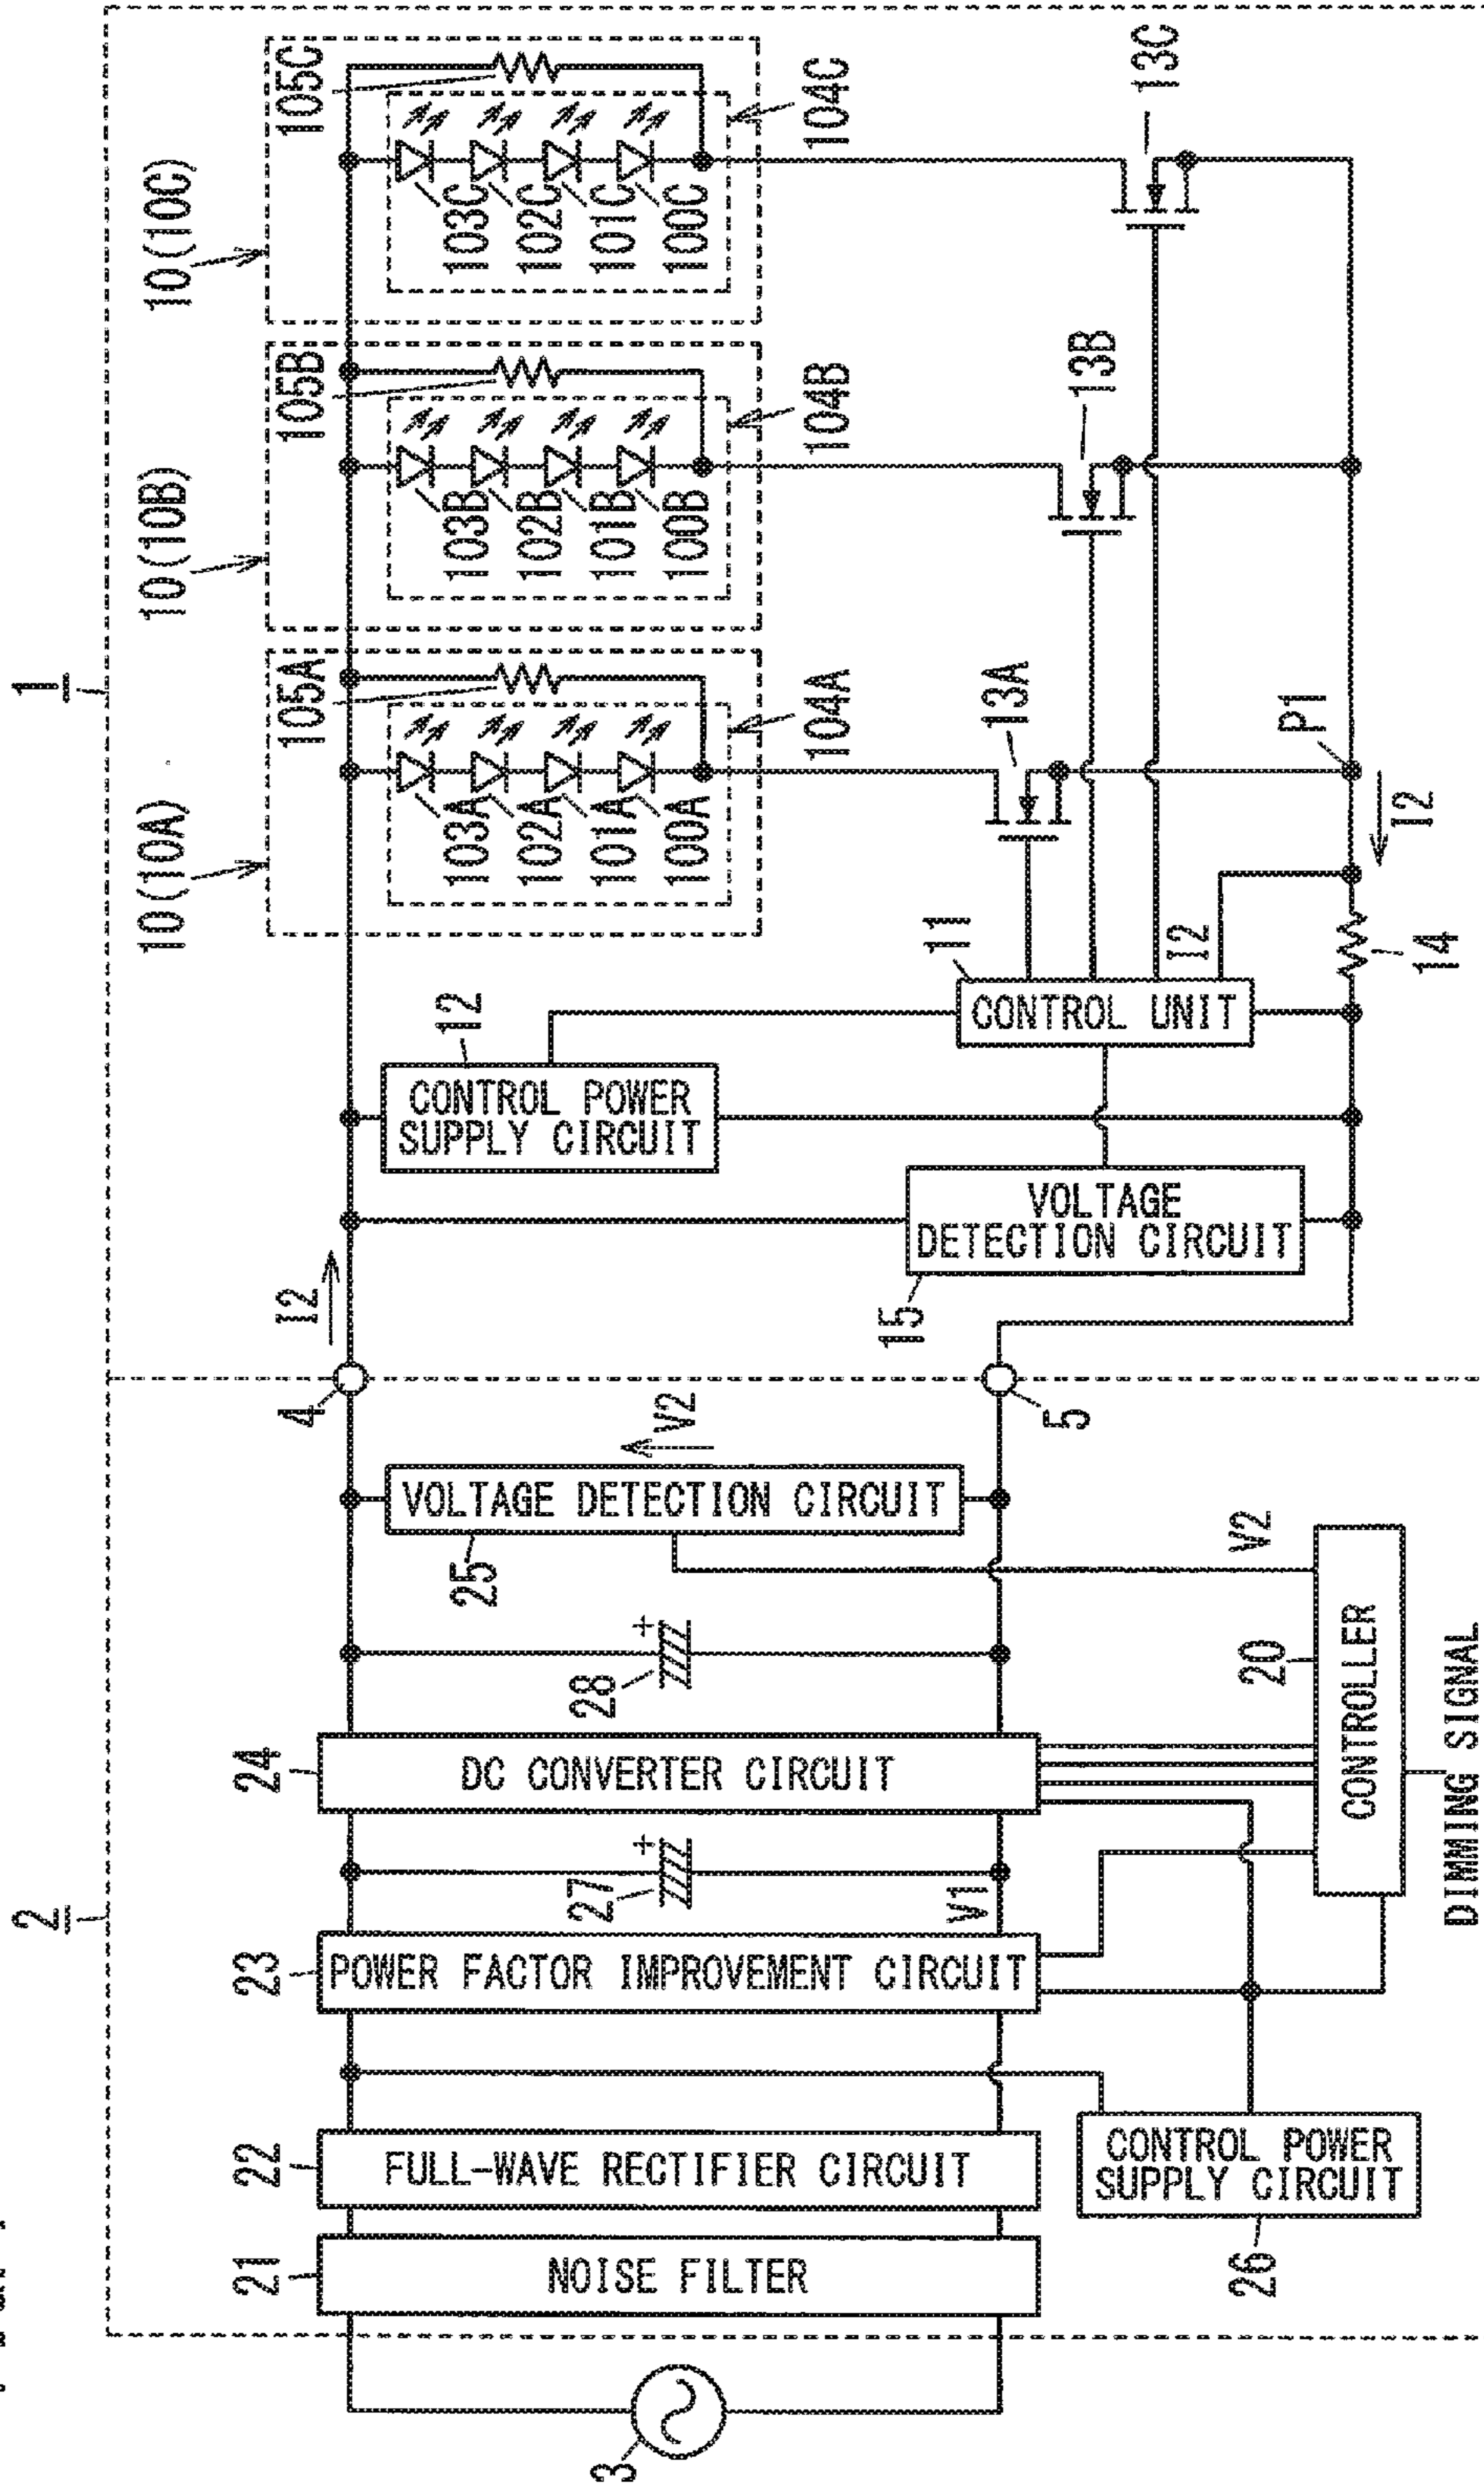 1
2
10(10A)
10(10B)
10(10C)
105A
105B
105C
103A
102A
101A
100A
104A
103B
102B
101B
100B
104B
103C
102C
101C
100C
104C
13A
13B
13C
P1
I2
14
11
CONTROL UNIT
I2
12
CONTROL POWER
SUPPLY CIRCUIT
VOLTAGE
DETECTION CIRCUIT
15
I2
4
5
V2
VOLTAGE DETECTION CIRCUIT
25
V2
+
28
24
DC CONVERTER CIRCUIT
20
CONTROLLER
DIMMING SIGNAL
+
27
V1
23
POWER FACTOR IMPROVEMENT CIRCUIT
22
FULL-WAVE RECTIFIER CIRCUIT
CONTROL POWER
SUPPLY CIRCUIT
26
21
NOISE FILTER
3